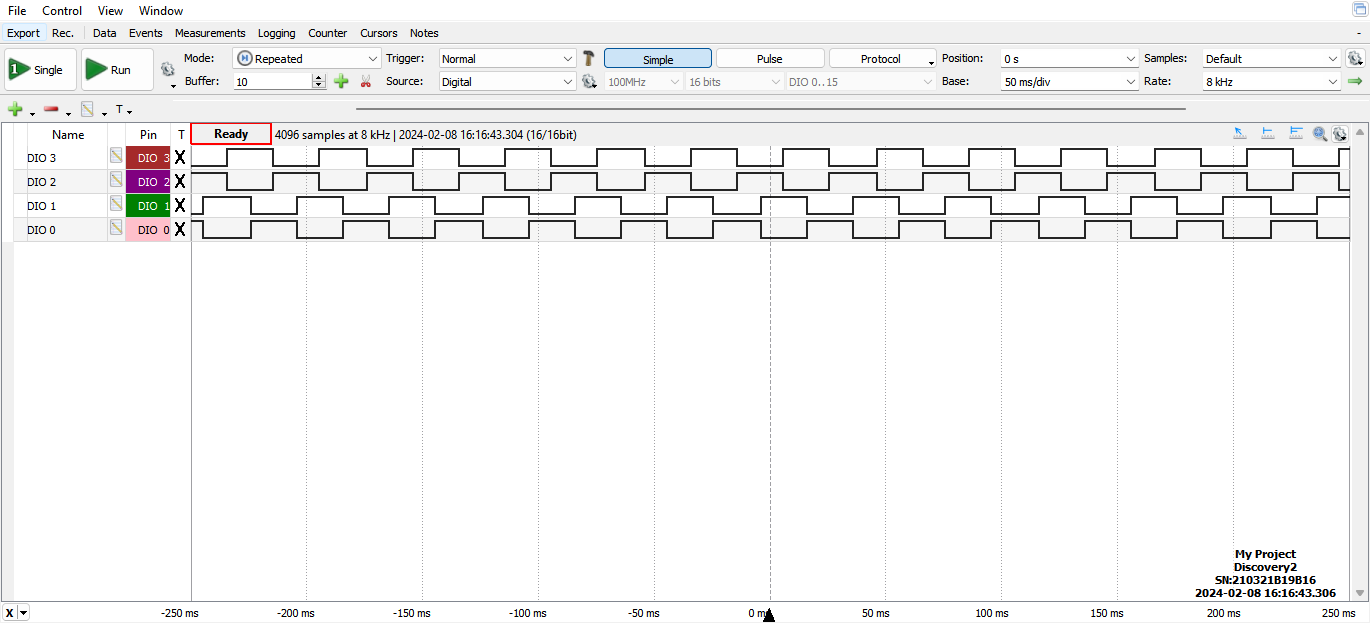 File Control View Window
Export Rec. Data Events Measurements Logging Counter Cursors Notes -
1 Single Run Mode: Repeated Trigger: Normal Simple Pulse Protocol Position: 0 s Samples: Default
Buffer: 10 Source: Digital 100MHz 16 bits DIO 0..15 Base: 50 ms/div Rate: 8 kHz
T
Name Pin T Ready 4096 samples at 8 kHz | 2024-02-08 16:16:43.304 (16/16bit)
DIO 3 DIO 3 X
DIO 2 DIO 2 X
DIO 1 DIO 1 X
DIO 0 DIO 0 X
My Project
Discovery2
SN:210321B19B16
2024-02-08 16:16:43.306
X -250 ms -200 ms -150 ms -100 ms -50 ms 0 ms 50 ms 100 ms 150 ms 200 ms 250 ms